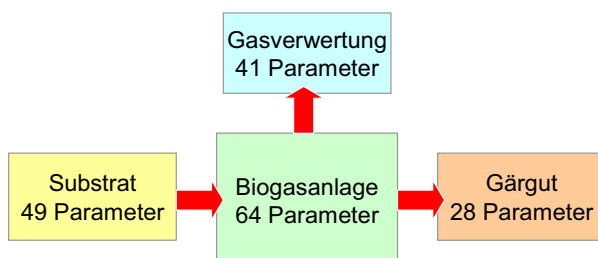 Gasverwertung
41 Parameter
Substrat
49 Parameter
Biogasanlage
64 Parameter
Gärgut
28 Parameter